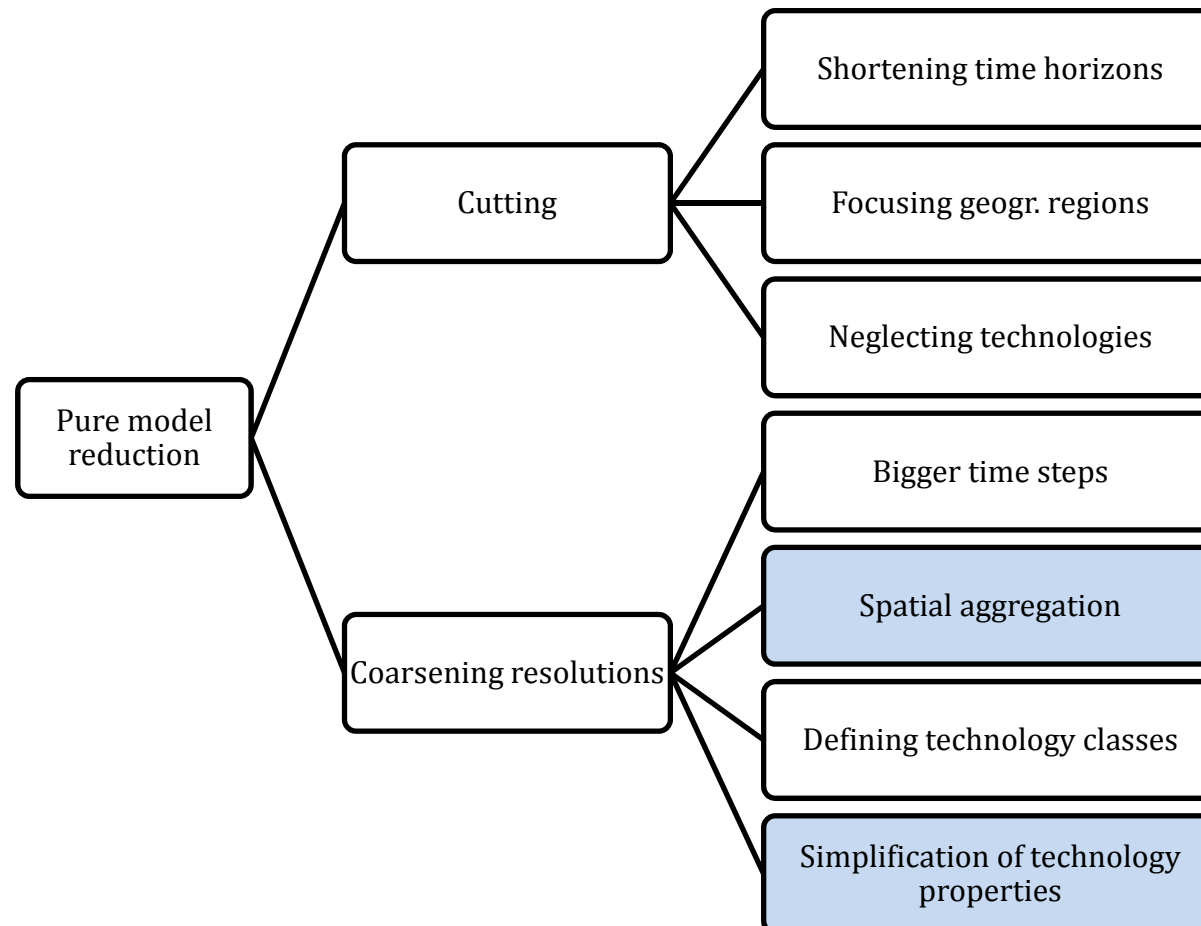 Shortening time horizons
Cutting
Focusing geogr. regions
Neglecting technologies
Pure model
reduction
Bigger time steps
Spatial aggregation
Coarsening resolutions
Defining technology classes
Simplification of technology
properties